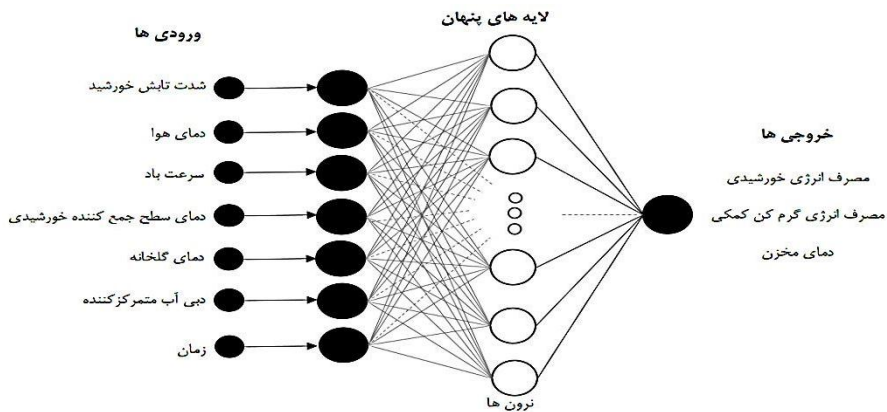 لایه های پنهان
ورودی ها
شدت تابش خورشید
دمای هوا
سرعت باد
دمای سطح جمع کننده خورشیدی
دمای گلخانه
دبی آب متمرکزکننده
زمان
نرون ها
خروجی ها
مصرف انرژی خورشیدی
مصرف انرژی گرم کن کمکی
دمای مخزن